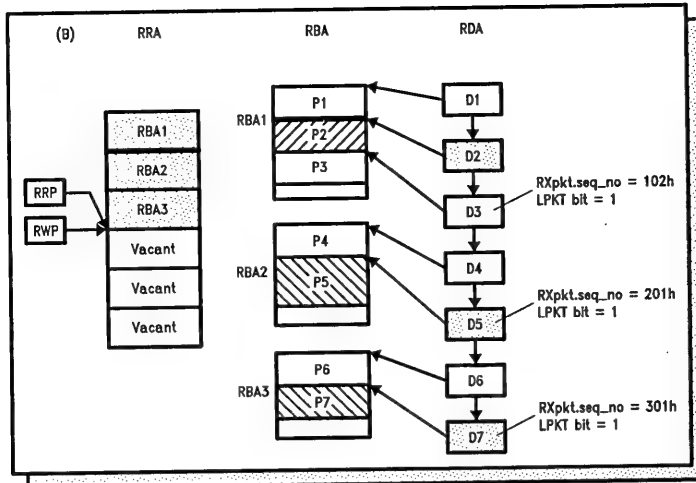 (B) RRA RBA RDA
RBA1
RBA2
RBA3
Vacant
Vacant
Vacant
RRP
RWP
RBA1
P1
P2
P3
RBA2
P4
P5
RBA3
P6
P7
D1
D2
D3
D4
D5
D6
D7
RXpkt.seq_no = 102h
LPKT bit = 1
RXpkt.seq_no = 201h
LPKT bit = 1
RXpkt.seq_no = 301h
LPKT bit = 1